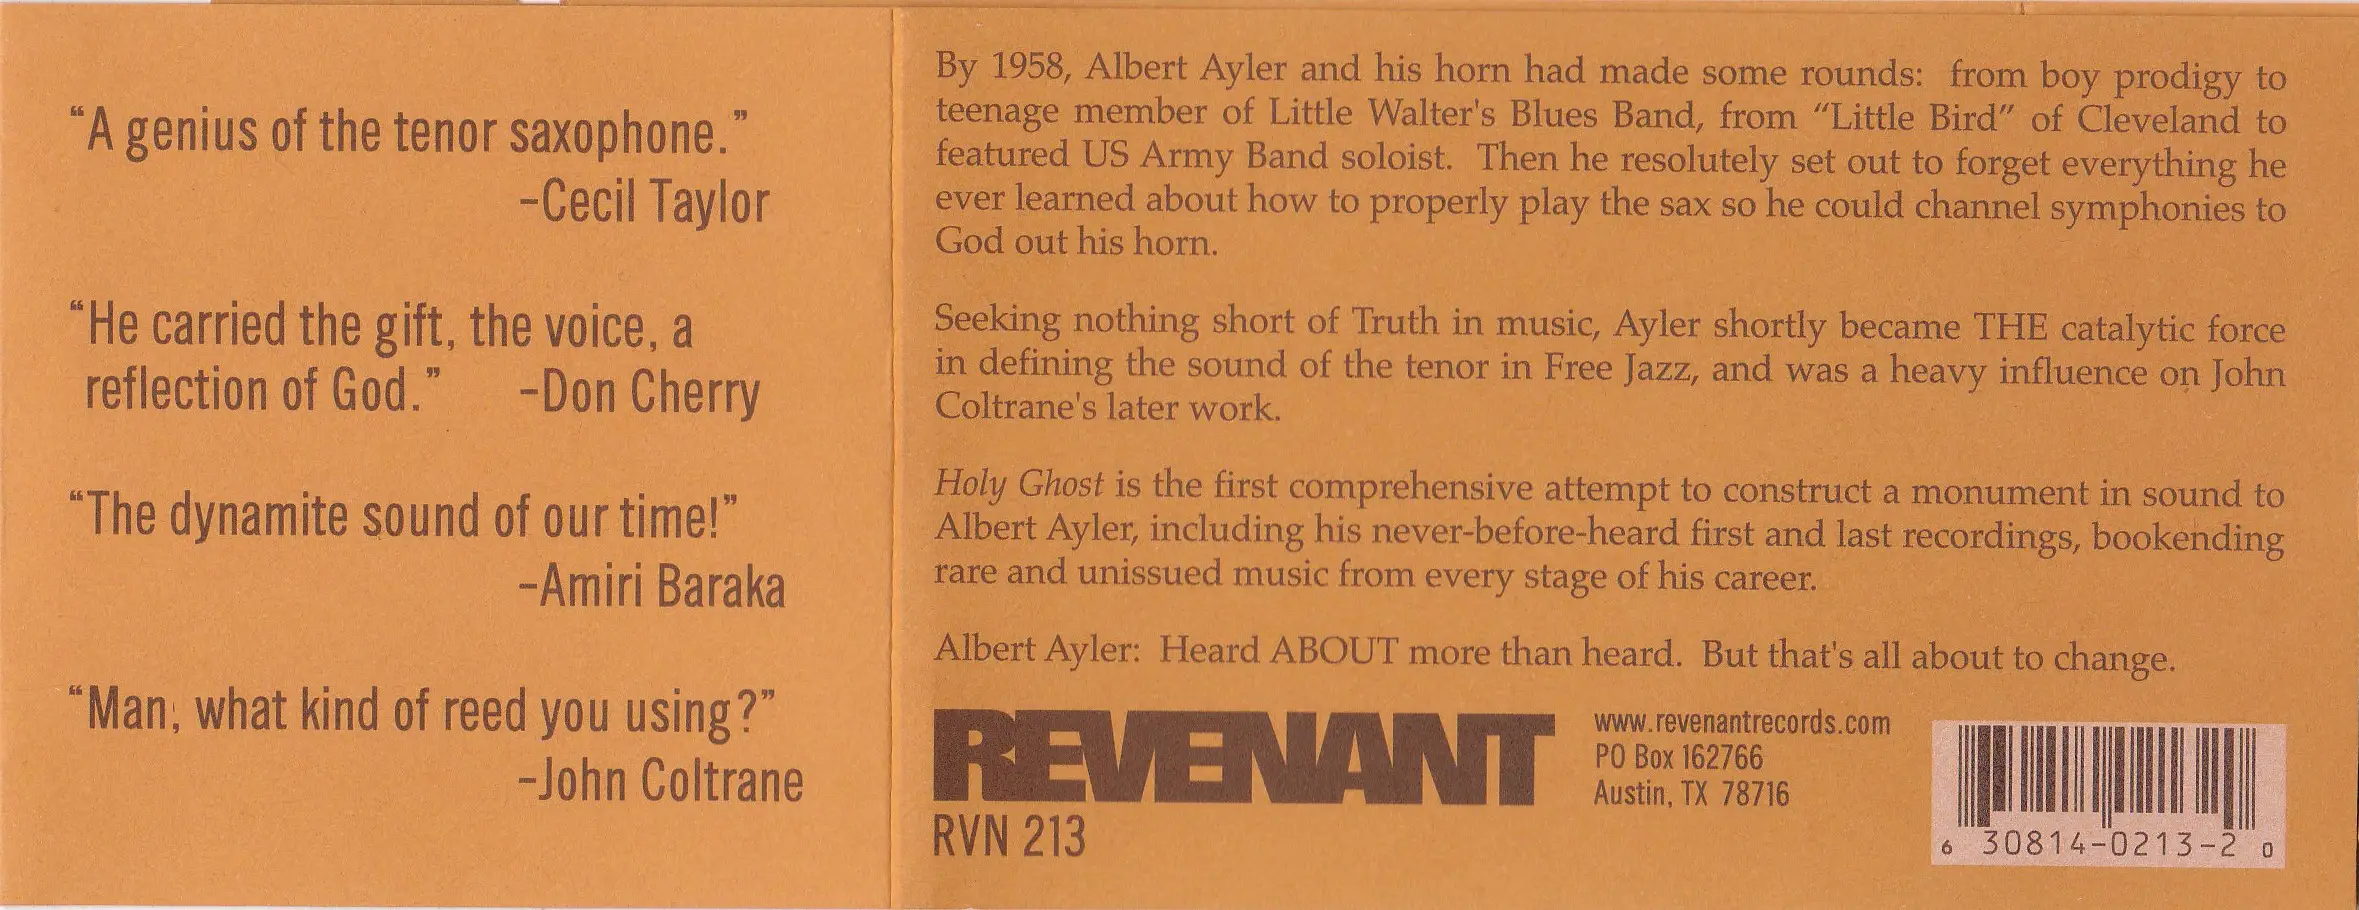 “A genius of the tenor saxophone.”
–Cecil Taylor
“He carried the gift, the voice, a
reflection of God.” –Don Cherry
“The dynamite sound of our time!”
–Amiri Baraka
“Man, what kind of reed you using?”
–John Coltrane
By 1958, Albert Ayler and his horn had made some rounds: from boy prodigy to
teenage member of Little Walter's Blues Band, from “Little Bird” of Cleveland to
featured US Army Band soloist. Then he resolutely set out to forget everything he
ever learned about how to properly play the sax so he could channel symphonies to
God out his horn.
Seeking nothing short of Truth in music, Ayler shortly became THE catalytic force
in defining the sound of the tenor in Free Jazz, and was a heavy influence on John
Coltrane's later work.
Holy Ghost is the first comprehensive attempt to construct a monument in sound to
Albert Ayler, including his never-before-heard first and last recordings, bookending
rare and unissued music from every stage of his career.
Albert Ayler: Heard ABOUT more than heard. But that's all about to change.
REVENANT
RVN 213
www.revenantrecords.com
PO Box 162766
Austin, TX 78716
6 30814-0213-2 0